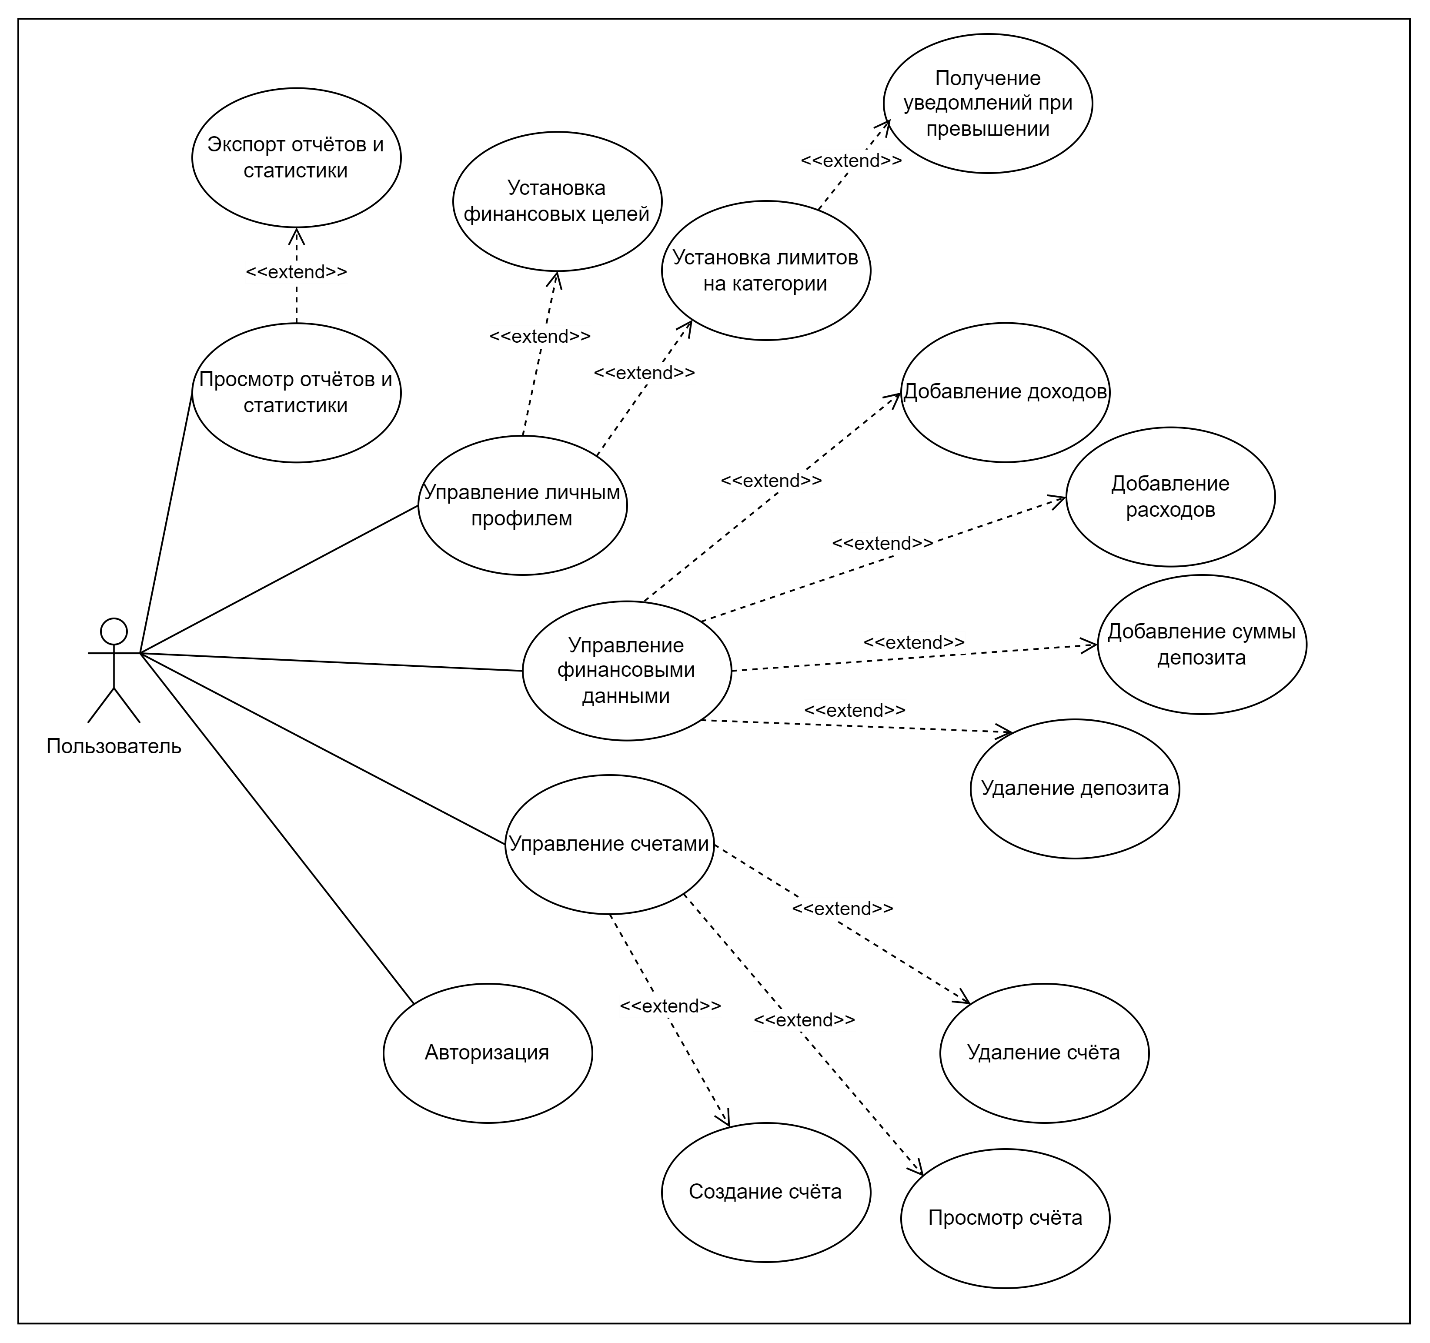 Получение
уведомлений при
превышении
Экспорт отчётов и
статистики
<<extend>>
Установка
финансовых целей
Установка лимитов
на категории
<<extend>>
<<extend>>
<<extend>>
Просмотр отчётов и
статистики
Добавление доходов
<<extend>>
Добавление
расходов
Управление личным
профилем
<<extend>>
Добавление суммы
депозита
<<extend>>
Управление
финансовыми
данными
<<extend>>
Пользователь
Удаление депозита
Управление счетами
<<extend>>
<<extend>>
<<extend>>
Авторизация
Удаление счёта
Создание счёта
Просмотр счёта